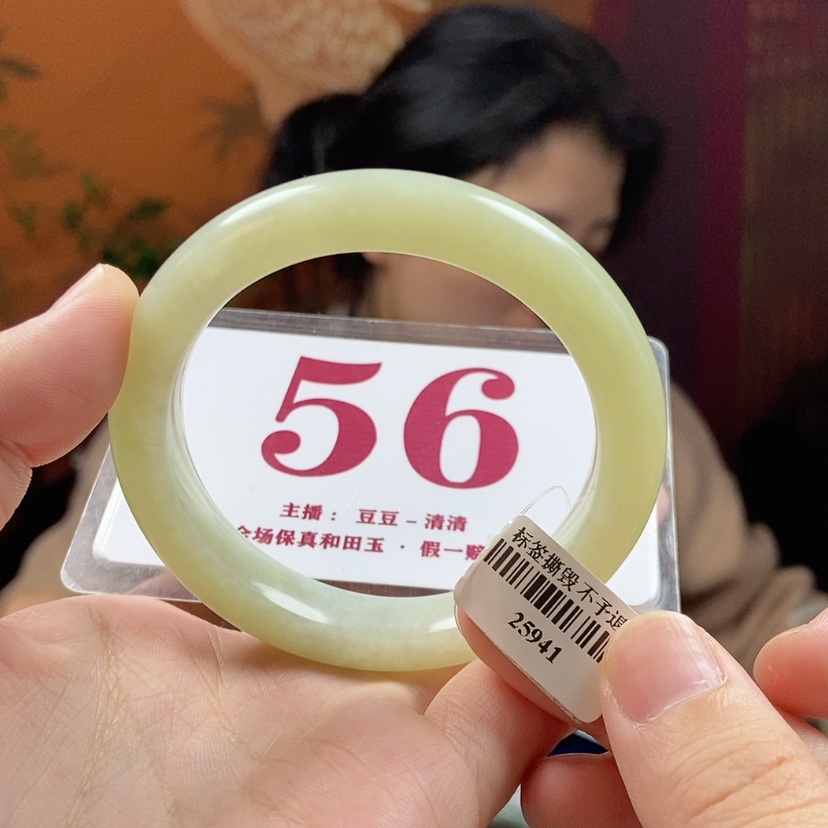 56
主播： 豆豆-清清
全场保真和田玉 · 假一赔
标签撕毁不予退
25941